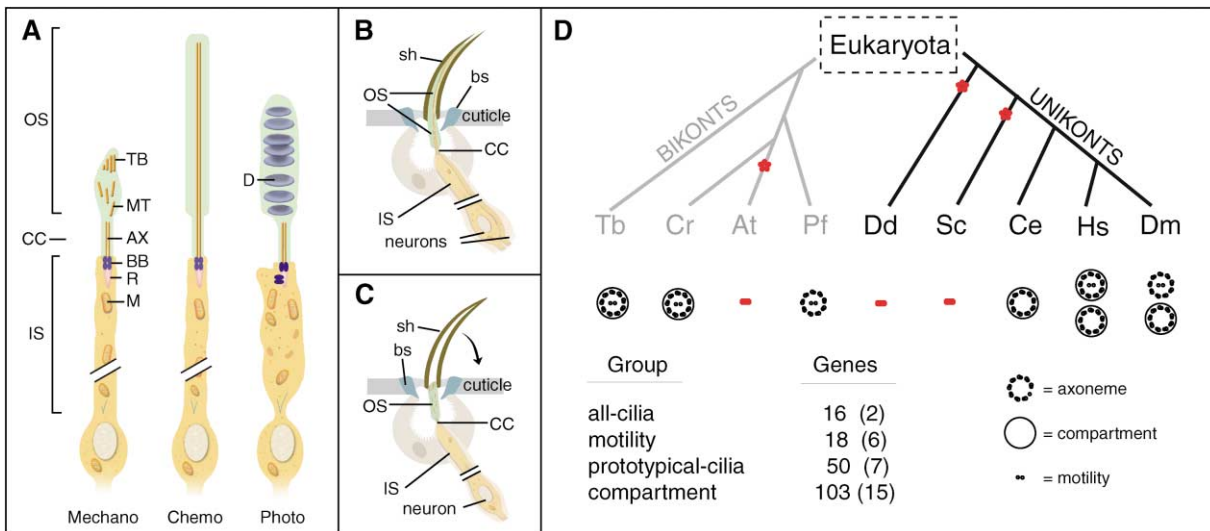 A
OS
TB
MT
D
CC
AX
BB
R
M
IS
Mechano Chemo Photo
B
sh
bs
OS
cuticle
CC
IS
neurons
C
sh
bs
cuticle
OS
CC
IS
neuron
D
Eukaryota
BIKONTS
UNIKONTS
Tb Cr At Pf Dd Sc Ce Hs Dm
Group Genes
all-cilia 16 (2)
motility 18 (6)
prototypical-cilia 50 (7)
compartment 103 (15)
= axoneme
= compartment
= motility